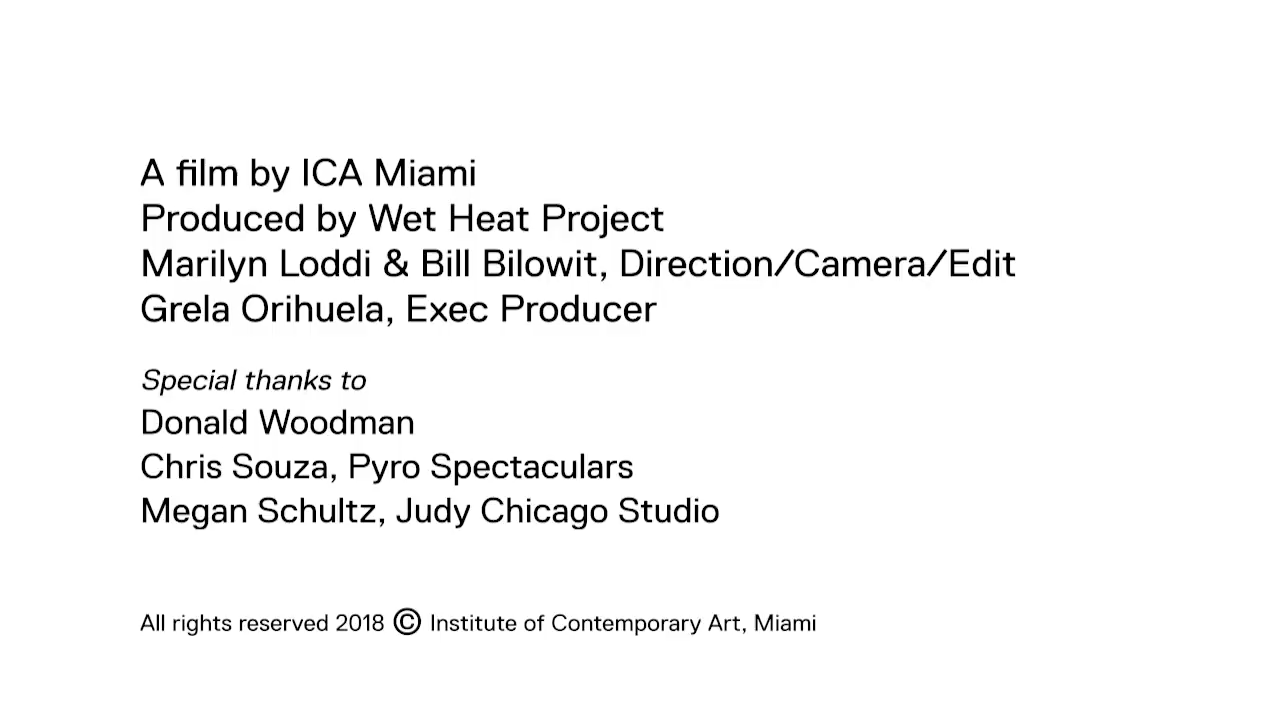 A film by ICA Miami
Produced by Wet Heat Project
Marilyn Loddi & Bill Bilowit, Direction/Camera/Edit
Grela Orihuela, Exec Producer
Special thanks to
Donald Woodman
Chris Souza, Pyro Spectaculars
Megan Schultz, Judy Chicago Studio
All rights reserved 2018 © Institute of Contemporary Art, Miami